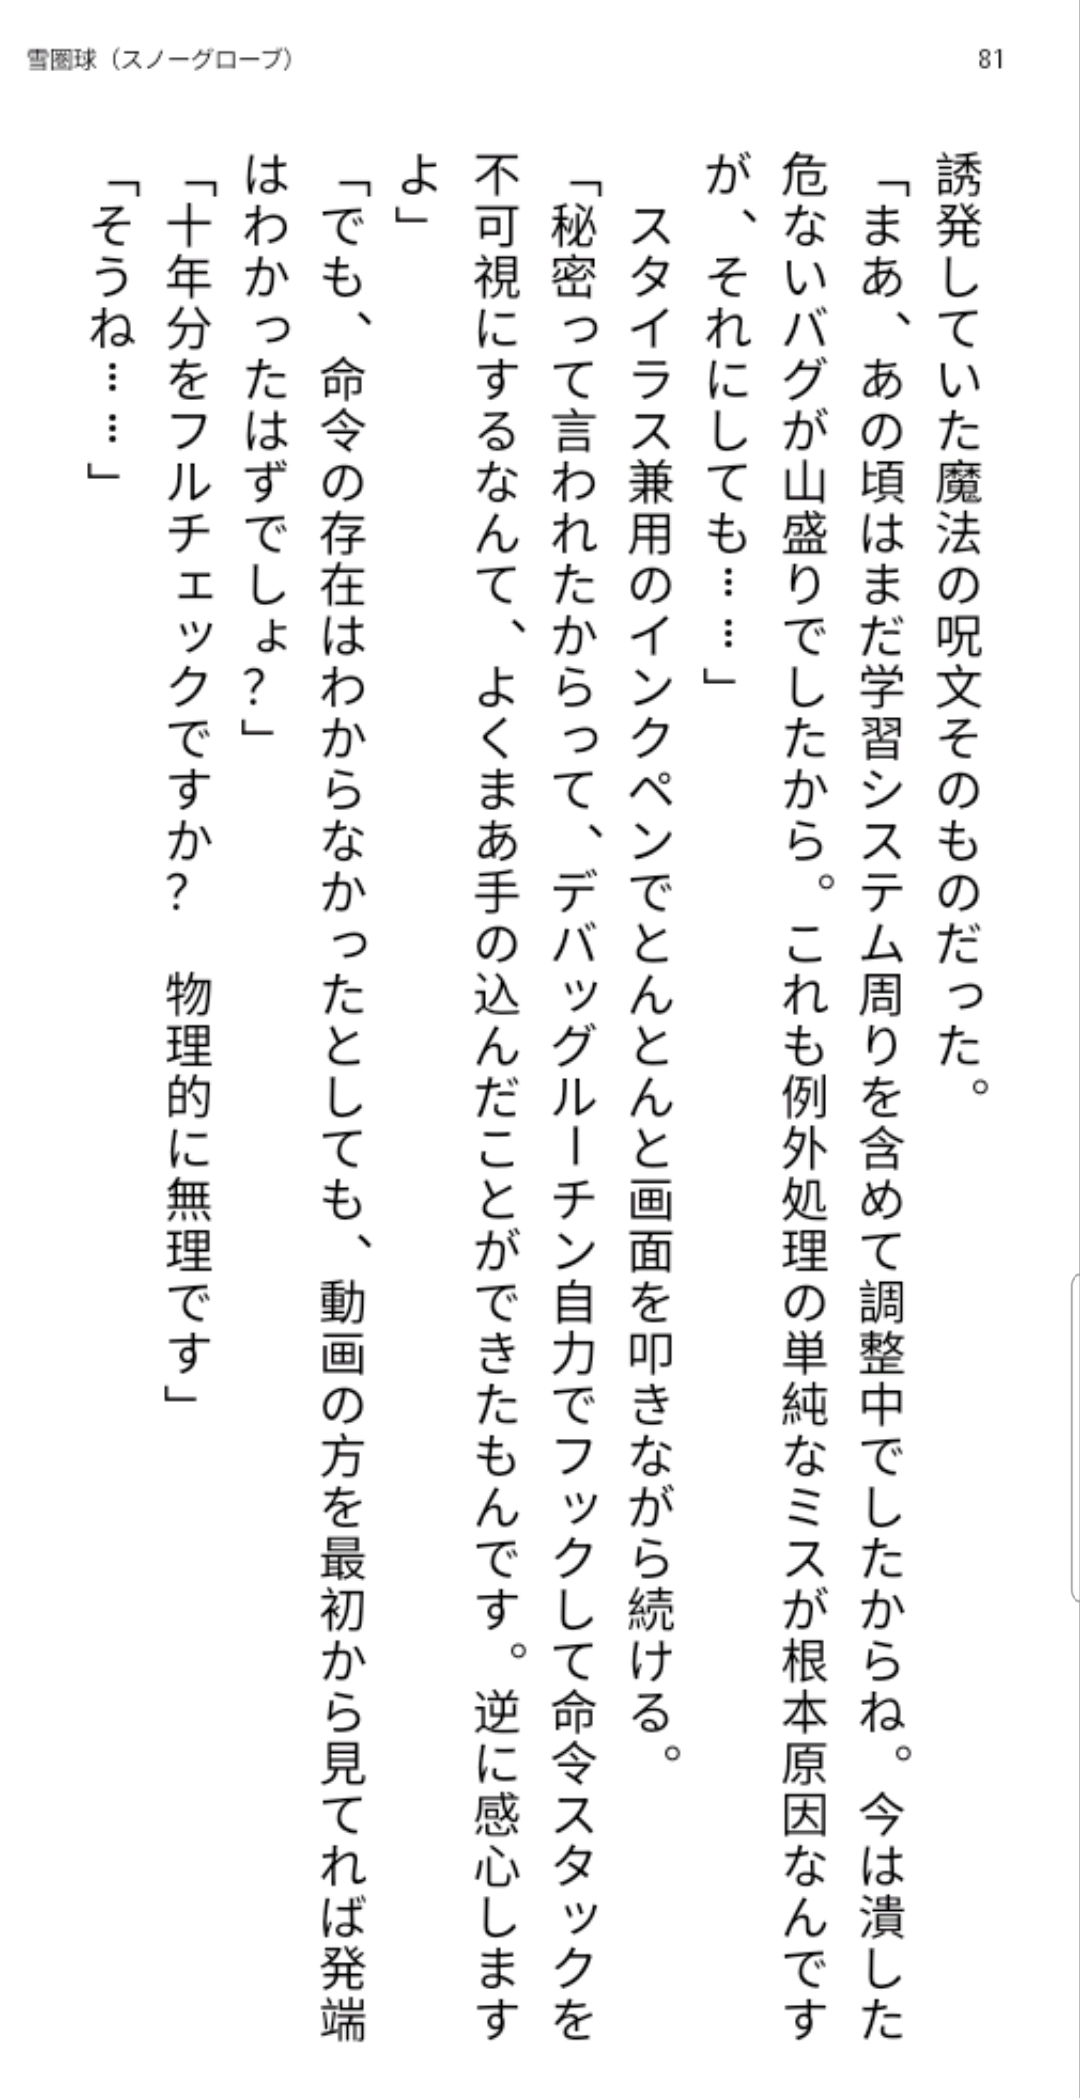 雪圏球（スノーグローブ）
81
誘発していた魔法の呪文そのものだった。
「まあ、あの頃はまだ学習システム周りを含めて調整中でしたからね。今は潰した
危ないバグが山盛りでしたから。これも例外処理の単純なミスが根本原因なんです
が、それにしても……」
　スタイラス兼用のインクペンでとんとんと画面を叩きながら続ける。
「秘密って言われたからって、デバッグルーチン自力でフックして命令スタックを
不可視にするなんて、よくまあ手の込んだことができたもんです。逆に感心します
よ」
「でも、命令の存在はわからなかったとしても、動画の方を最初から見てれば発端
はわかったはずでしょ？」
「十年分をフルチェックですか？　物理的に無理です」
「そうね……」